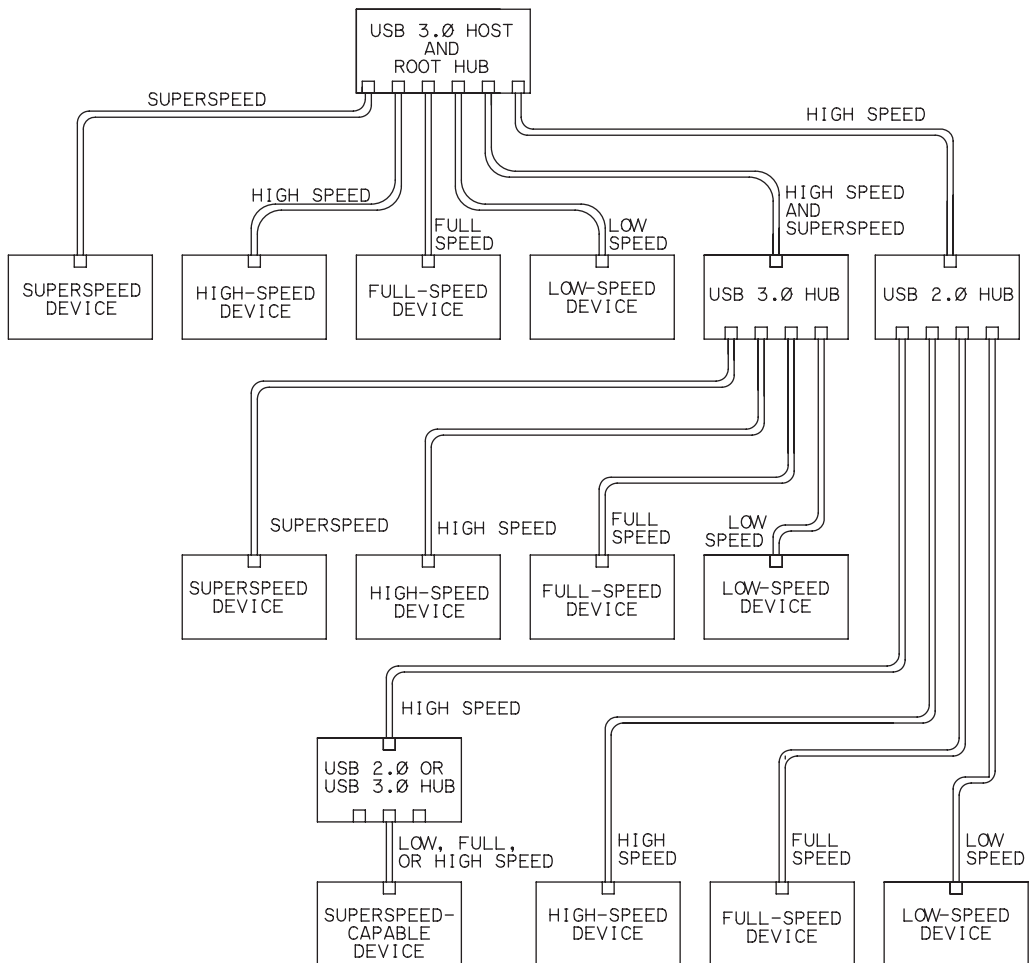 USB 3.Ø HOST
AND
ROOT HUB
SUPERSPEED
HIGH SPEED
HIGH SPEED
FULL
SPEED
LOW
SPEED
HIGH SPEED
AND
SUPERSPEED
SUPERSPEED
DEVICE
HIGH-SPEED
DEVICE
FULL-SPEED
DEVICE
LOW-SPEED
DEVICE
USB 3.Ø HUB
USB 2.Ø HUB
SUPERSPEED
HIGH SPEED
FULL
SPEED
LOW
SPEED
SUPERSPEED
DEVICE
HIGH-SPEED
DEVICE
FULL-SPEED
DEVICE
LOW-SPEED
DEVICE
HIGH SPEED
USB 2.Ø OR
USB 3.Ø HUB
LOW, FULL,
OR HIGH SPEED
HIGH
SPEED
FULL
SPEED
LOW
SPEED
SUPERSPEED-
CAPABLE
DEVICE
HIGH-SPEED
DEVICE
FULL-SPEED
DEVICE
LOW-SPEED
DEVICE